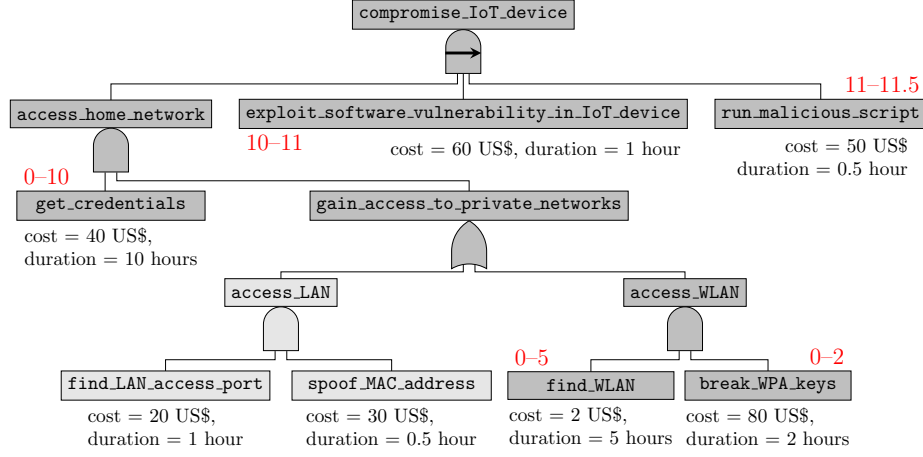 compromise_IoT_device
11–11.5
access_home_network
exploit_software_vulnerability_in_IoT_device
run_malicious_script
10–11
cost = 60 US$, duration = 1 hour
cost = 50 US$
duration = 0.5 hour
0–10
get_credentials
gain_access_to_private_networks
cost = 40 US$,
duration = 10 hours
access_LAN
access_WLAN
0–5
0–2
find_LAN_access_port
spoof_MAC_address
find_WLAN
break_WPA_keys
cost = 20 US$,
duration = 1 hour
cost = 30 US$,
duration = 0.5 hour
cost = 2 US$,
duration = 5 hours
cost = 80 US$,
duration = 2 hours